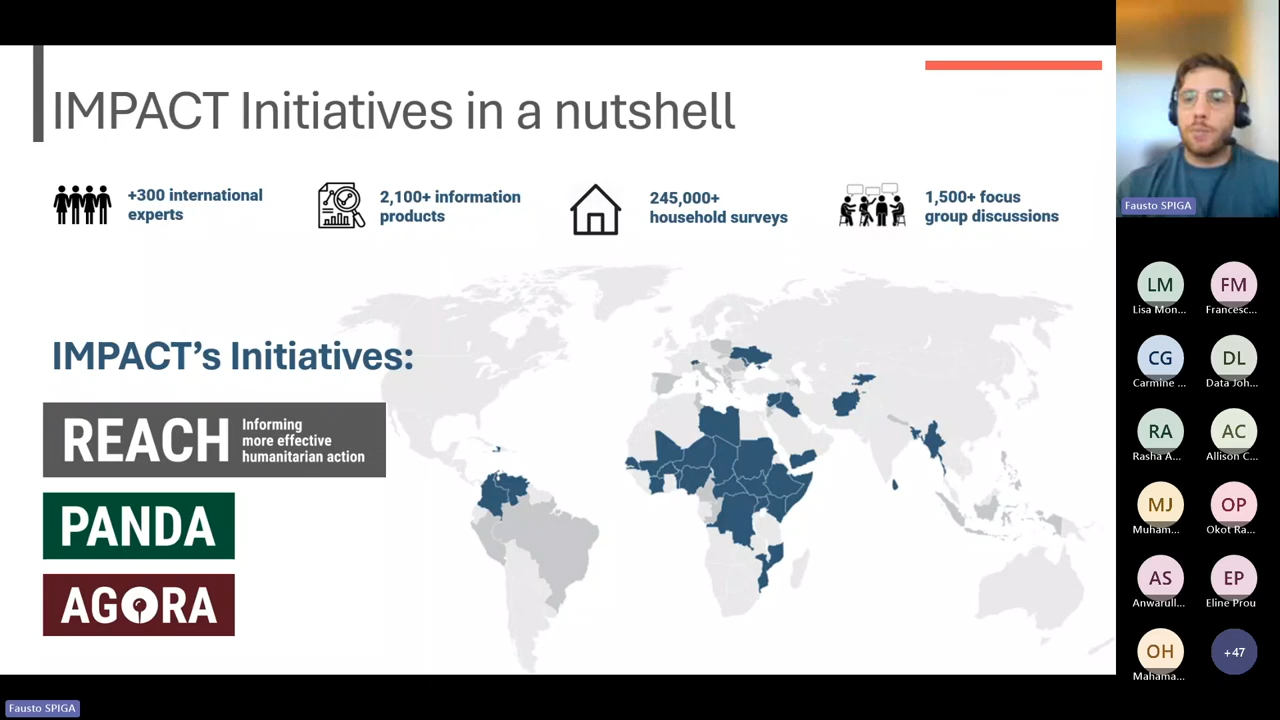 IMPACT Initiatives in a nutshell
+300 international
experts
2,100+ information
products
245,000+
household surveys
1,500+ focus
group discussions
IMPACT's Initiatives:
REACH
Informing
more effective
humanitarian action
PANDA
AGORA
Fausto SPIGA
LM
Lisa Mon...
FM
Francesc...
CG
Carmine ...
DL
Data Joh...
RA
Rasha A...
AC
Allison C...
MJ
Muham...
OP
Okot Ra...
AS
Anwarull...
EP
Eline Prou
OH
Mahama...
+47
Fausto SPIGA